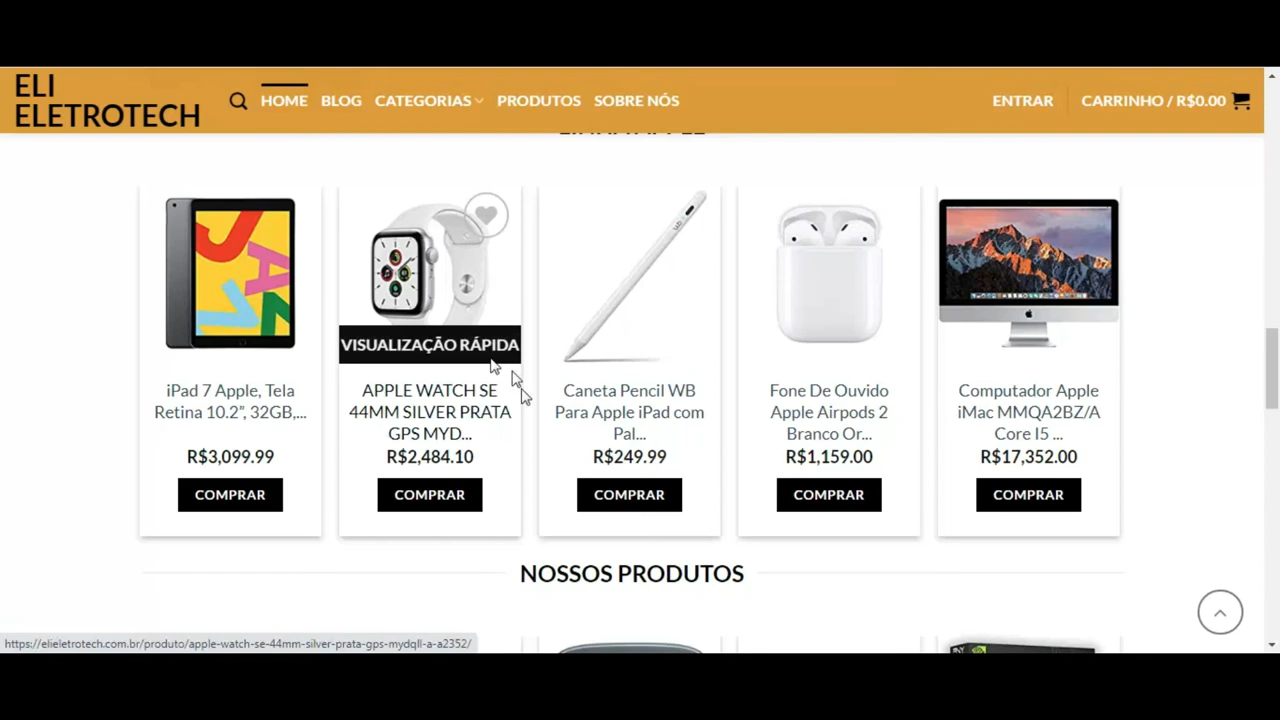 ELI
ELETROTECH
HOME BLOG CATEGORIAS PRODUTOS SOBRE NÓS
ENTRAR CARRINHO / R$0.00
VISUALIZAÇÃO RÁPIDA
iPad 7 Apple, Tela
Retina 10.2”, 32GB,...
R$3,099.99
COMPRAR
APPLE WATCH SE
44MM SILVER PRATA
GPS MYD...
R$2,484.10
COMPRAR
Caneta Pencil WB
Para Apple iPad com
Pal...
R$249.99
COMPRAR
Fone De Ouvido
Apple Airpods 2
Branco Or...
R$1,159.00
COMPRAR
Computador Apple
iMac MMQA2BZ/A
Core I5 ...
R$17,352.00
COMPRAR
NOSSOS PRODUTOS
https://elieletrotech.com.br/produto/apple-watch-se-44mm-silver-prata-gps-mydqll-a-a2352/